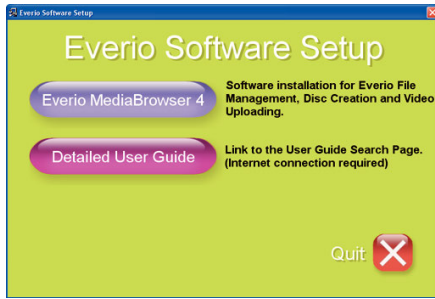 Everio Software Setup
Everio Software Setup
Everio MediaBrowser 4
Software installation for Everio File
Management, Disc Creation and Video
Uploading.
Detailed User Guide
Link to the User Guide Search Page.
(Internet connection required)
Quit